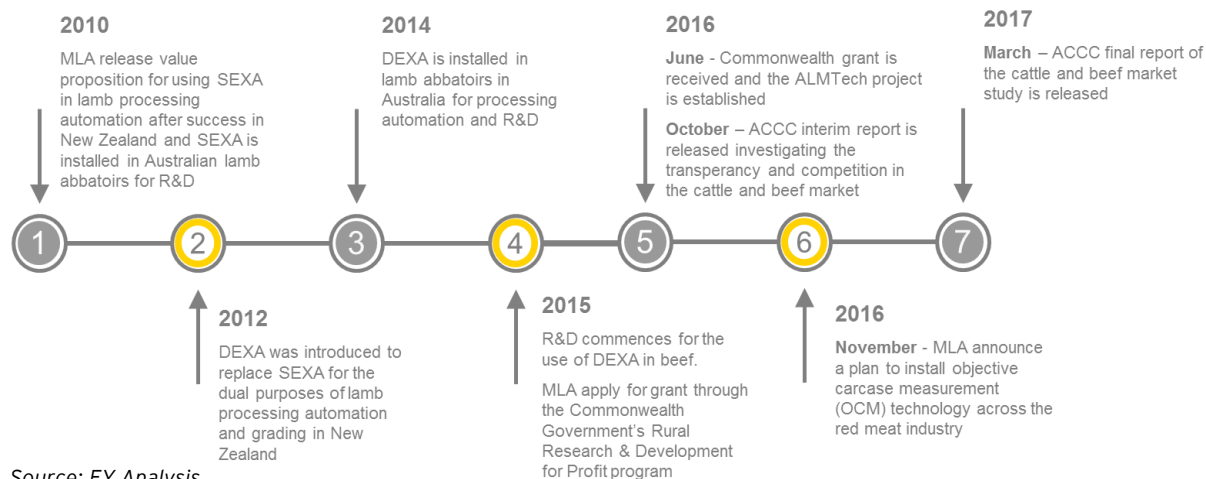 2010
MLA release value
proposition for using SEXA
in lamb processing
automation after success in
New Zealand and SEXA is
installed in Australian lamb
abbatoirs for R&D
2014
DEXA is installed in
lamb abbatoirs in
Australia for processing
automation and R&D
2016
June - Commonwealth grant is
received and the ALMTech project
is established
October – ACCC interim report is
released investigating the
transperancy and competition in
the cattle and beef market
2017
March – ACCC final report of
the cattle and beef market
study is released
1
2
3
4
5
6
7
2012
DEXA was introduced to
replace SEXA for the
dual purposes of lamb
processing automation
and grading in New
Zealand
2015
R&D commences for the
use of DEXA in beef.
MLA apply for grant through
the Commonwealth
Government's Rural
Research & Development
for Profit program
2016
November - MLA announce
a plan to install objective
carcase measurement
(OCM) technology across the
red meat industry
Source: EY Analysis